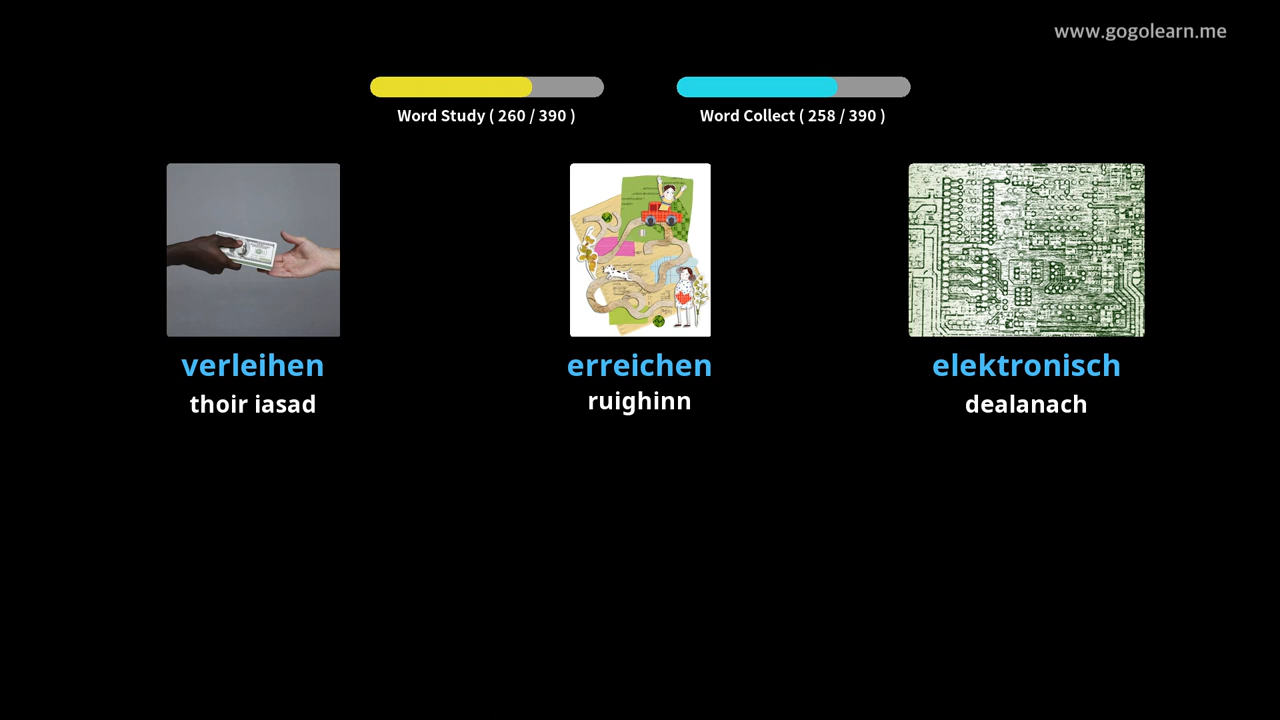 www.gogolearn.me
Word Study ( 260 / 390 )
Word Collect ( 258 / 390 )
verleihen
thoir iasad
erreichen
ruighinn
elektronisch
dealanach